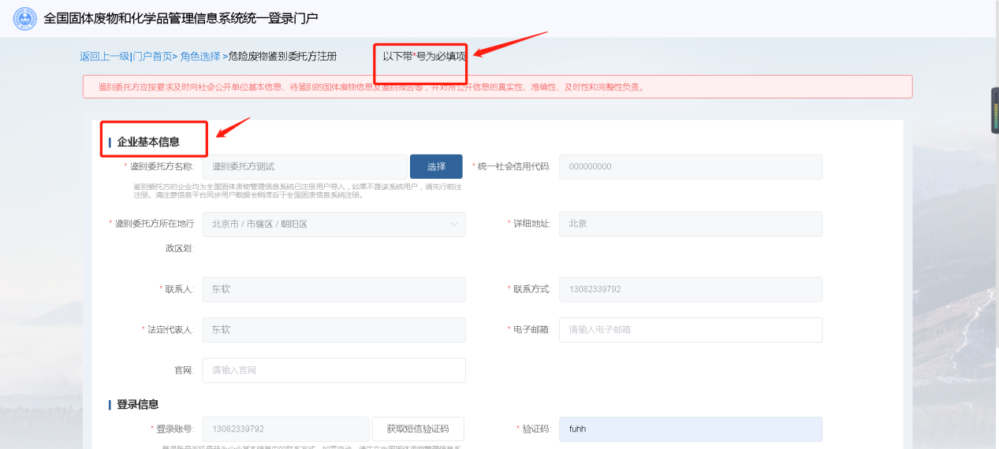 全国固体废物和化学品管理信息系统统一登录门户
返回上一级|门户首页> 角色选择 >危险废物鉴别委托方注册 以下带*号为必填项
鉴别委托方应按要求及时向社会公开单位基本信息、待鉴别的固体废物信息及鉴别报告等，并对所公开信息的真实性、准确性、及时性和完整性负责。
企业基本信息
* 鉴别委托方名称: 鉴别委托方测试 选择 * 统一社会信用代码: 000000000
鉴别委托方的企业均为全国固体废物管理信息系统已注册用户导入，如果不是该系统用户，请先行前往
注册。请注意信息平台同步用户数据会稍滞后于全国固废信息系统注册。
* 鉴别委托方所在地行 北京市 / 市辖区 / 朝阳区 * 详细地址: 北京
政区划:
* 联系人: 东软 * 联系方式: 13082339792
* 法定代表人: 东软 * 电子邮箱: 请输入电子邮箱
官网: 请输入官网
登录信息
* 登录账号: 13082339792 获取短信验证码 * 验证码: fuhh